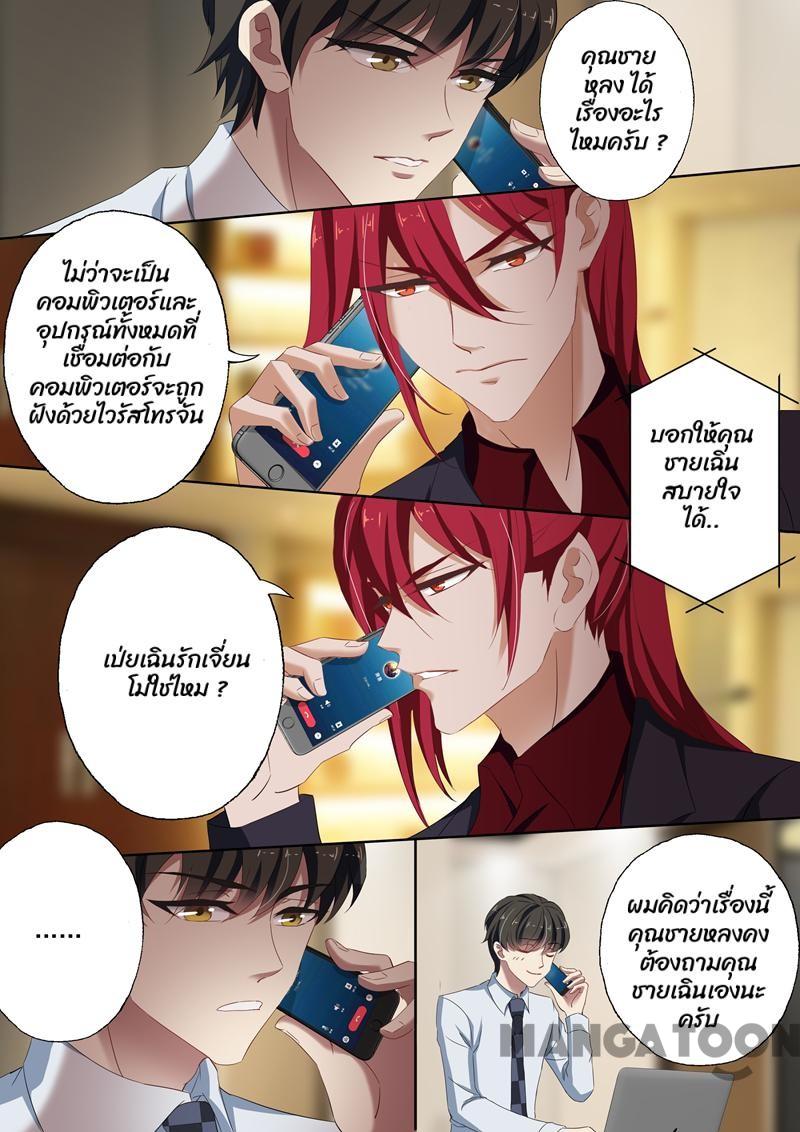 คุณชาย
หลง ได้
เรื่องอะไร
ไหมครับ ?
ไม่ว่าจะเป็น
คอมพิวเตอร์และ
อุปกรณ์ทั้งหมดที่
เชื่อมต่อกับ
คอมพิวเตอร์จะถูก
ฝังด้วยไวรัสโทรจัน
บอกให้คุณ
ชายเฉิน
สบายใจ
ได้..
เป่ยเฉินรักเจี่ยน
โม่ใช่ไหม ?
......
ผมคิดว่าเรื่องนี้
คุณชายหลงคง
ต้องถามคุณ
ชายเฉินเองนะ
ครับ
MANGATOON